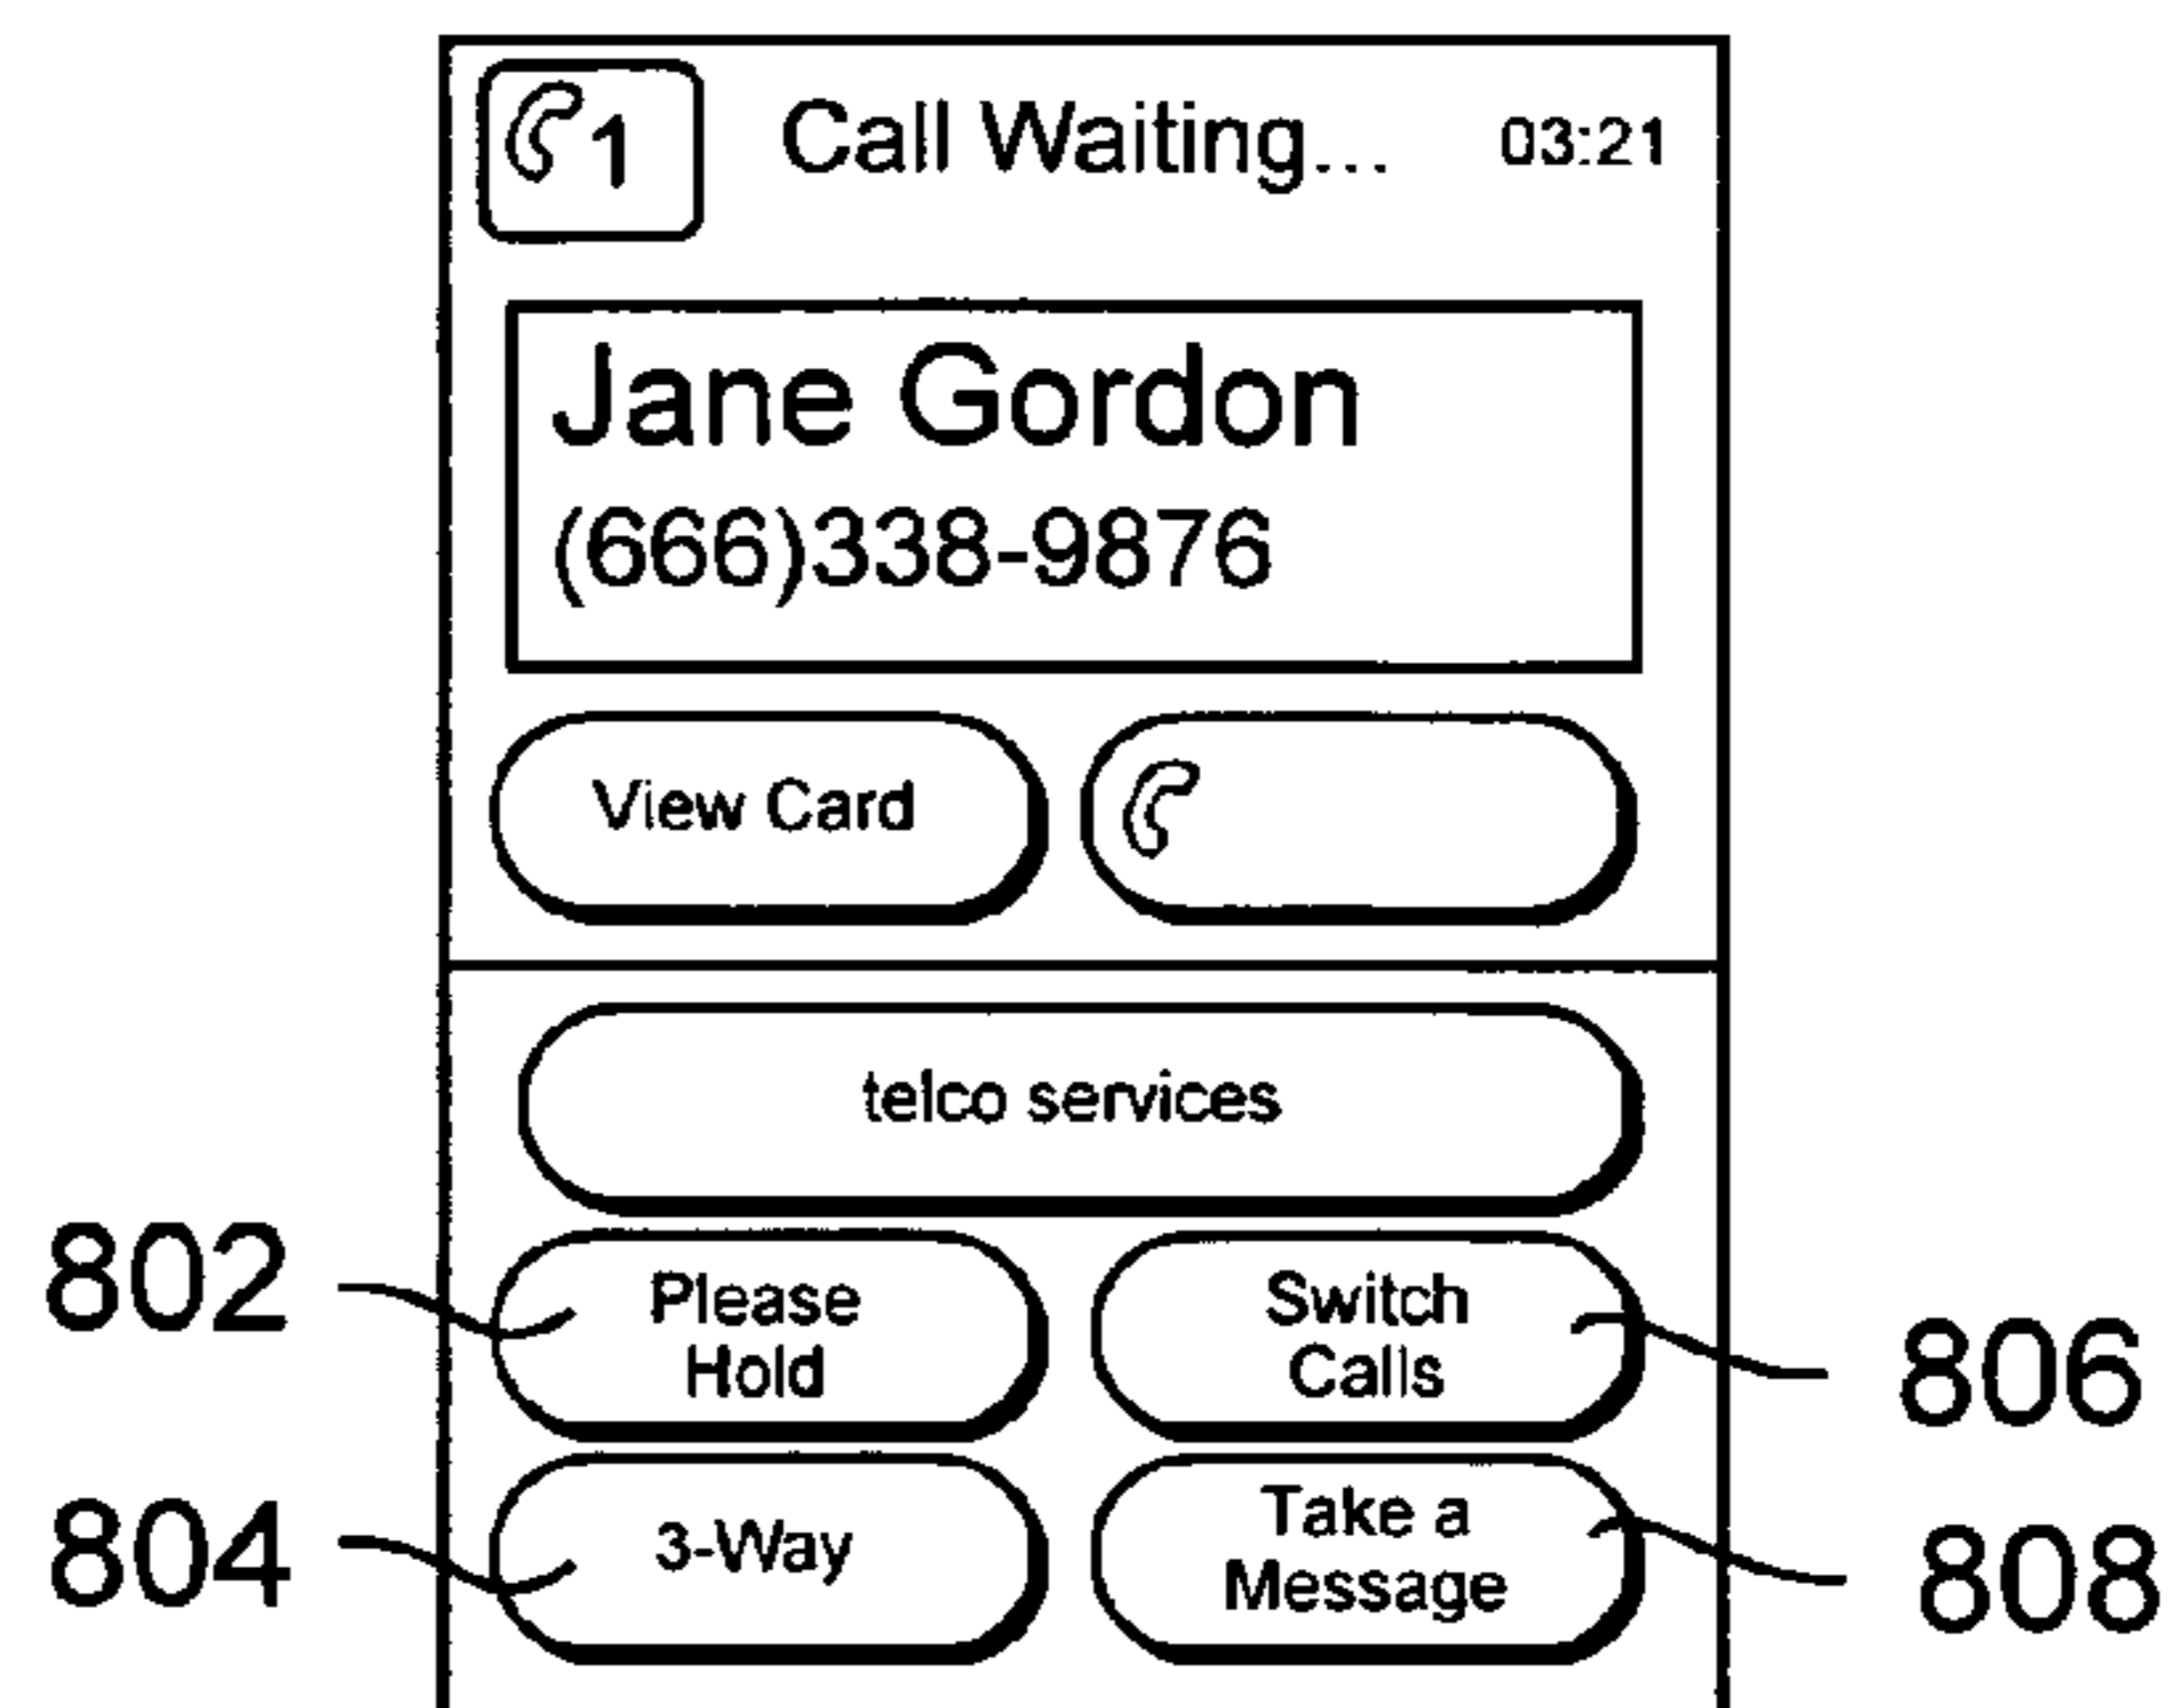 1 Call Waiting... 03:21
Jane Gordon
(666)338-9876
View Card
telco services
802
Please
Hold
Switch
Calls
806
804
3-Way
Take a
Message
808